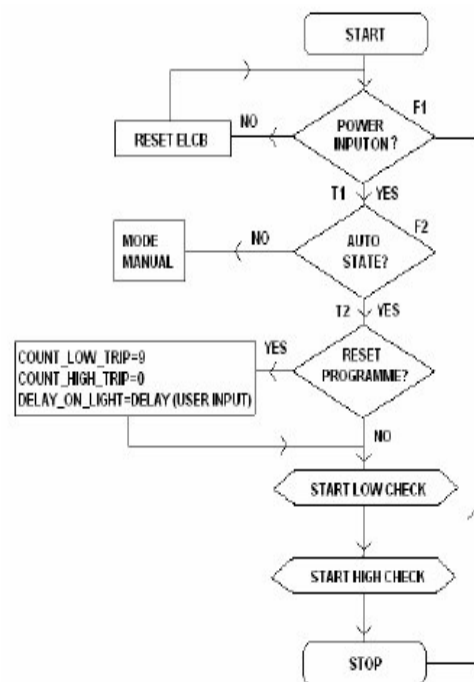 START
F1
NO
POWER
INPUTON ?
RESET ELCB
T1 YES
F2
NO
MODE
MANUAL
AUTO
STATE?
T2 YES
YES
RESET
PROGRAMME?
COUNT_LOW_TRIP=9
COUNT_HIGH_TRIP=0
DELAY_ON_LIGHT=DELAY (USER INPUT)
NO
START LOW CHECK
START HIGH CHECK
STOP